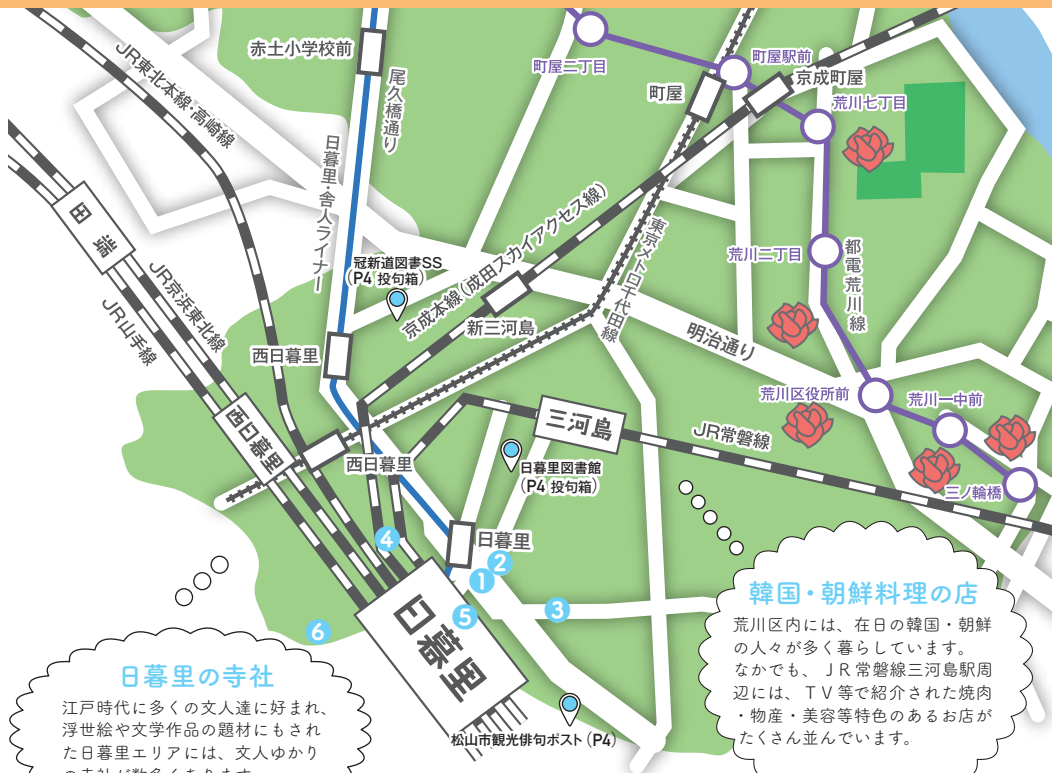 赤土小学校前
尾久橋通り
JR東北本線・高崎線
日暮里・舎人ライナー
町屋二丁目
町屋駅前
町屋
京成町屋
荒川七丁目
荒川二丁目
都電荒川線
東京メトロ千代田線
京成本線(成田スカイアクセス線)
冠新道図書SS
(P4 投句箱)
新三河島
明治通り
田端
JR京浜東北線
JR山手線
西日暮里
西日暮里
西日暮里
荒川区役所前
荒川一中前
三ノ輪橋
三河島
JR常磐線
日暮里図書館
(P4 投句箱)
日暮里
4
2
1
5
3
6
日暮里
松山市観光俳句ポスト(P4)
日暮里の寺社
江戸時代に多くの文人達に好まれ、
浮世絵や文学作品の題材にもされ
た日暮里エリアには、文人ゆかり
の寺社が数多くあります。
韓国・朝鮮料理の店
荒川区内には、在日の韓国・朝鮮
の人々が多く暮らしています。
なかでも、JR常磐線三河島駅周
辺には、TV等で紹介された焼肉
・物産・美容等特色のあるお店が
たくさん並んでいます。